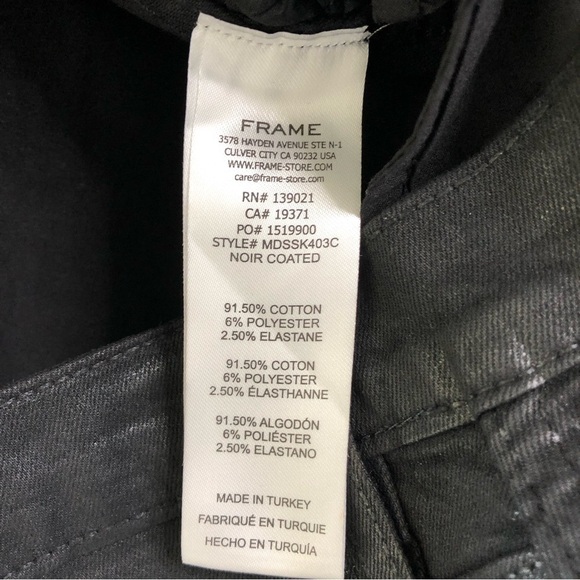 FRAME
3578 HAYDEN AVENUE STE N-1
CULVER CITY CA 90232 USA
WWW.FRAME-STORE.COM
care@frame-store.com
RN# 139021
CA# 19371
PO# 1519900
STYLE# MDSSK403C
NOIR COATED
91.50% COTTON
6% POLYESTER
2.50% ELASTANE
91.50% COTON
6% POLYESTER
2.50% ÉLASTHANNE
91.50% ALGODÓN
6% POLIÉSTER
2.50% ELASTANO
MADE IN TURKEY
FABRIQUÉ EN TURQUIE
HECHO EN TURQUÍA